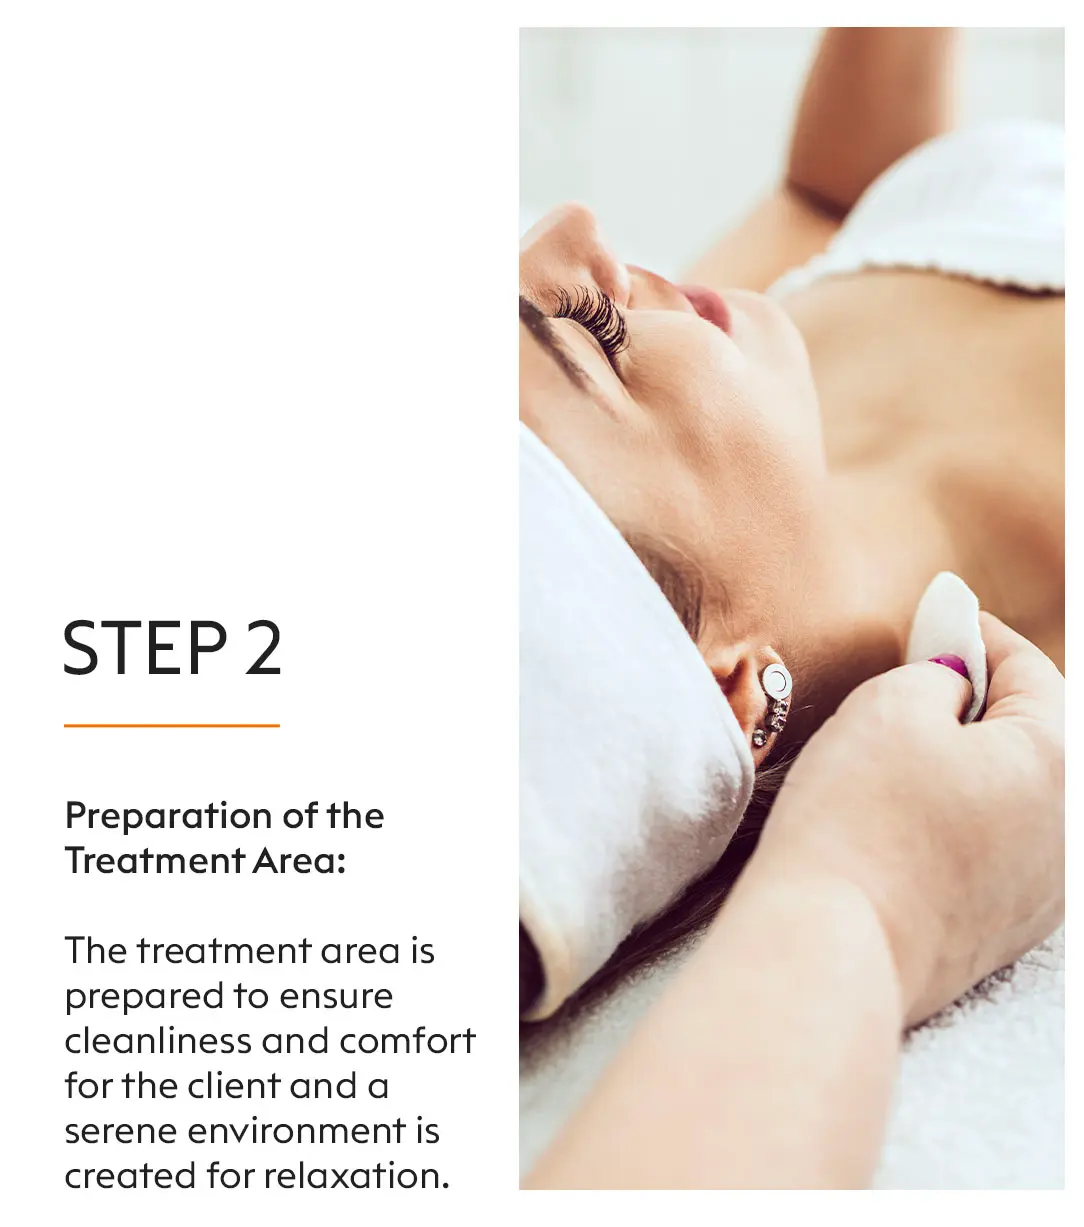 STEP 2
Preparation of the
Treatment Area:
The treatment area is
prepared to ensure
cleanliness and comfort
for the client and a
serene environment is
created for relaxation.